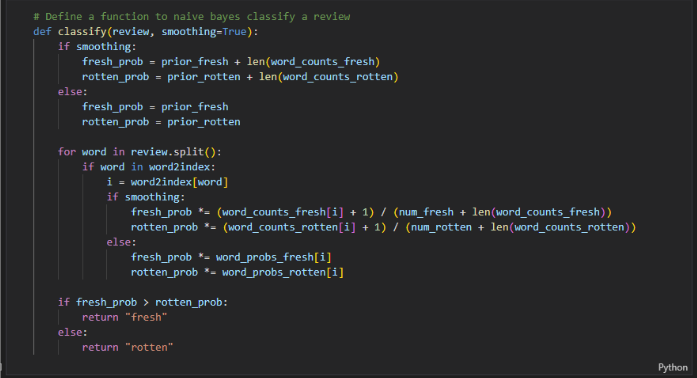 # Define a function to naive bayes classify a review
def classify(review, smoothing=True):
    if smoothing:
        fresh_prob = prior_fresh + len(word_counts_fresh)
        rotten_prob = prior_rotten + len(word_counts_rotten)
    else:
        fresh_prob = prior_fresh
        rotten_prob = prior_rotten

    for word in review.split():
        if word in word2index:
            i = word2index[word]
            if smoothing:
                fresh_prob *= (word_counts_fresh[i] + 1) / (num_fresh + len(word_counts_fresh))
                rotten_prob *= (word_counts_rotten[i] + 1) / (num_rotten + len(word_counts_rotten))
            else:
                fresh_prob *= word_probs_fresh[i]
                rotten_prob *= word_probs_rotten[i]

    if fresh_prob > rotten_prob:
        return "fresh"
    else:
        return "rotten"
Python